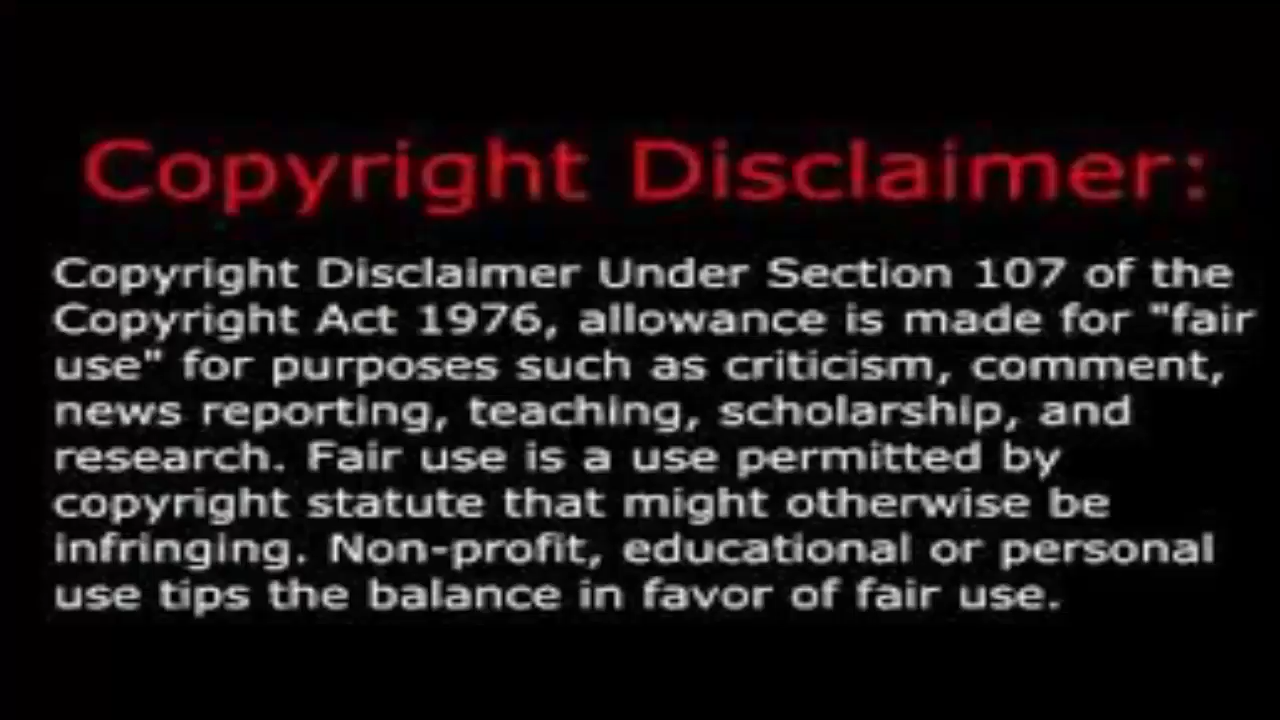 Copyright Disclaimer:
Copyright Disclaimer Under Section 107 of the
Copyright Act 1976, allowance is made for "fair
use" for purposes such as criticism, comment,
news reporting, teaching, scholarship, and
research. Fair use is a use permitted by
copyright statute that might otherwise be
infringing. Non-profit, educational or personal
use tips the balance in favor of fair use.